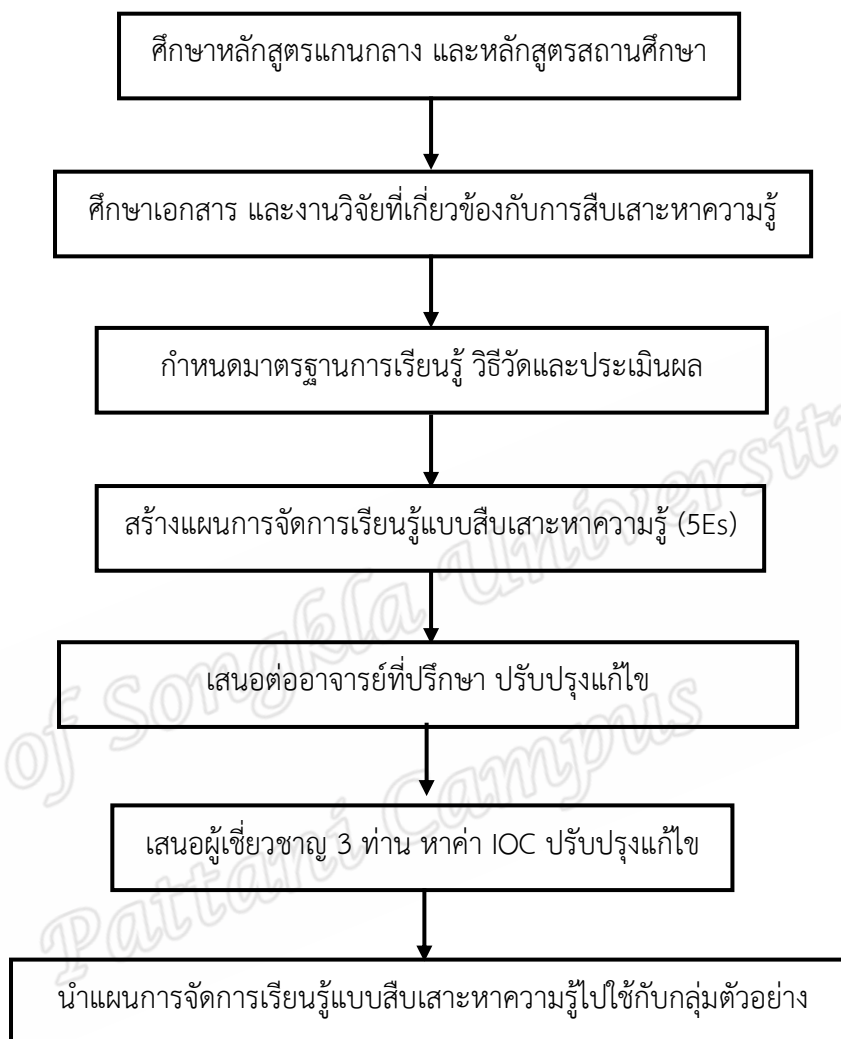 ศึกษาหลักสูตรแกนกลาง และหลักสูตรสถานศึกษา
ศึกษาเอกสาร และงานวิจัยที่เกี่ยวข้องกับการสืบเสาะหาความรู้
กำหนดมาตรฐานการเรียนรู้ วิธีวัดและประเมินผล
สร้างแผนการจัดการเรียนรู้แบบสืบเสาะหาความรู้ (5Es)
เสนอต่ออาจารย์ที่ปรึกษา ปรับปรุงแก้ไข
เสนอผู้เชี่ยวชาญ 3 ท่าน หาค่า IOC ปรับปรุงแก้ไข
นำแผนการจัดการเรียนรู้แบบสืบเสาะหาความรู้ไปใช้กับกลุ่มตัวอย่าง
of Songkla Universit
Pattani Campus